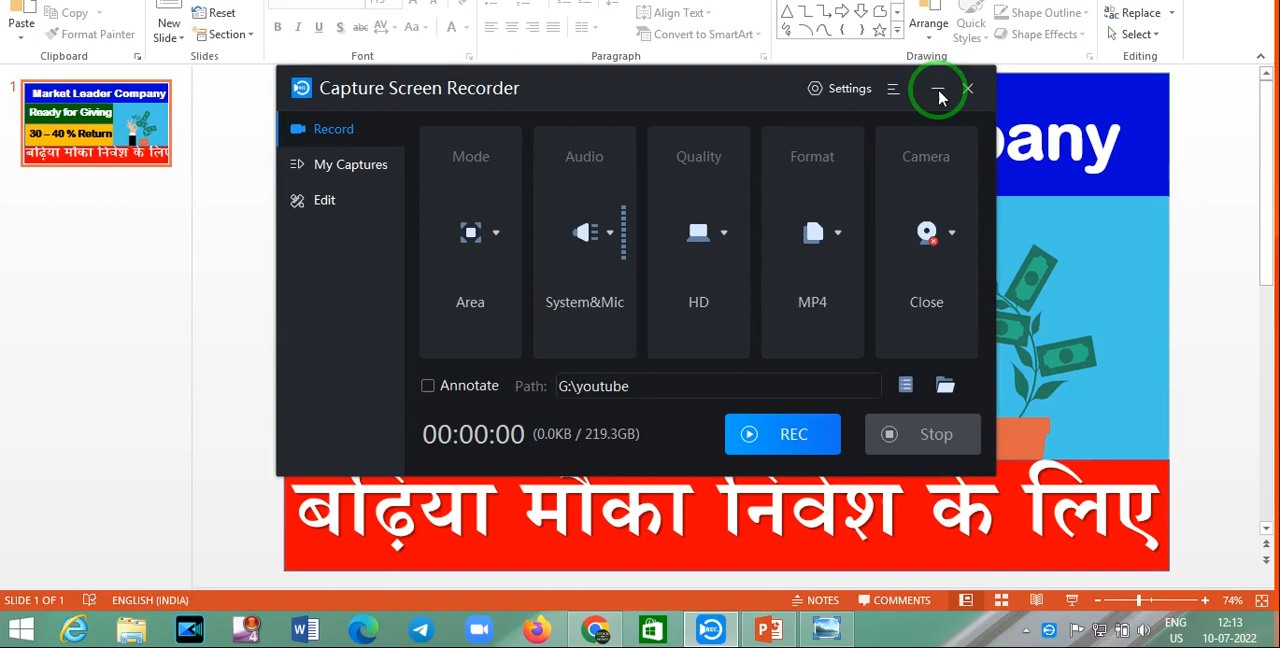 Paste
Copy
Format Painter
Clipboard
New
Slide
Reset
Section
Slides
B I U S abc AV Aa A
Font
Paragraph
Align Text
Convert to SmartArt
Drawing
Arrange
Quick
Styles
Shape Outline
Shape Effects
Replace
Select
Editing
1
Market Leader Company
Ready for Giving
30 – 40 % Return
बढ़िया मौका निवेश के लिए
Capture Screen Recorder
Settings
Record
My Captures
Edit
Mode
Audio
Quality
Format
Camera
Area
System&Mic
HD
MP4
Close
Annotate
Path: G:\youtube
00:00:00 (0.0KB / 219.3GB)
REC
Stop
pany
बढ़िया मौका निवेश के लिए
SLIDE 1 OF 1
ENGLISH (INDIA)
NOTES
COMMENTS
74%
ENG
US
12:13
10-07-2022